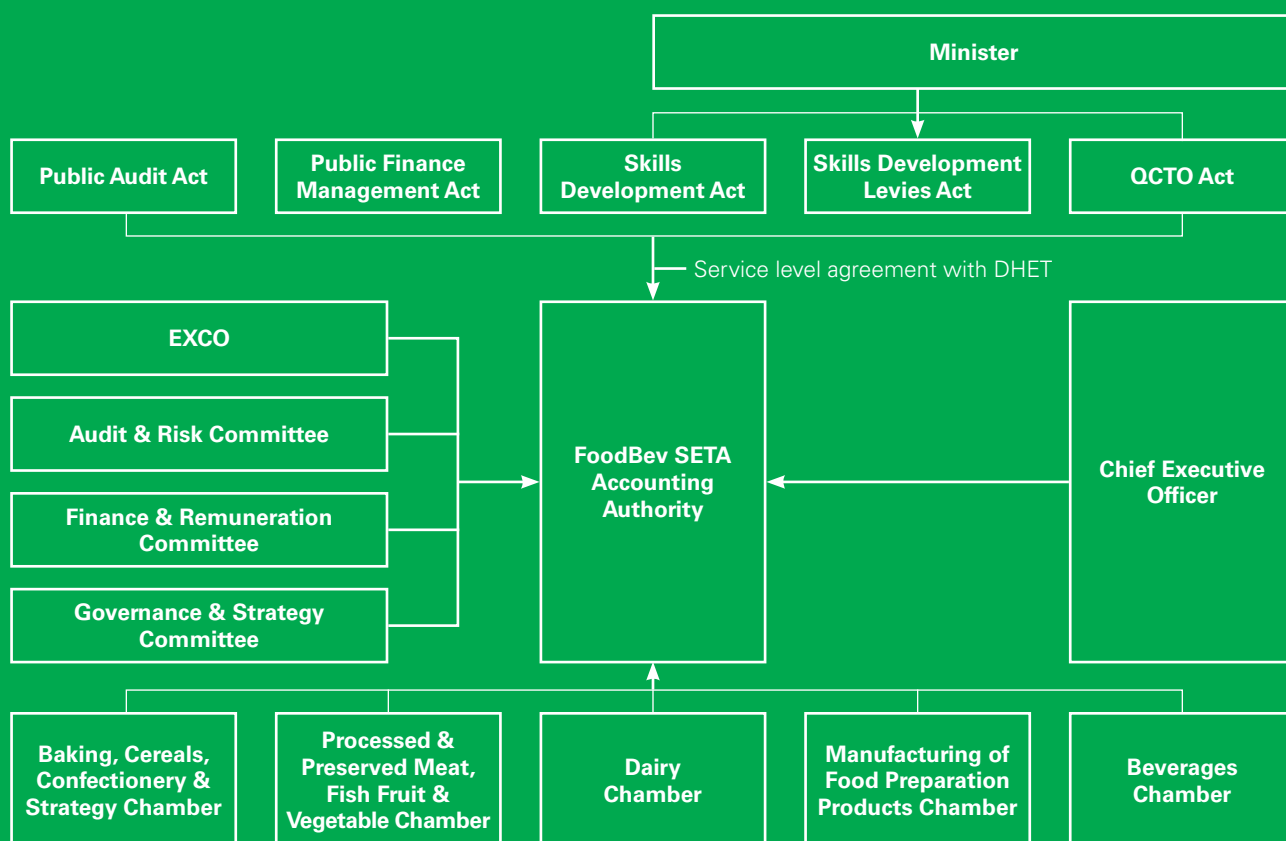 Minister
Public Audit Act
Public Finance
Management Act
Skills
Development Act
Skills Development
Levies Act
QCTO Act
Service level agreement with DHET
EXCO
Audit & Risk Committee
Finance & Remuneration
Committee
Governance & Strategy
Committee
FoodBev SETA
Accounting
Authority
Chief Executive
Officer
Baking, Cereals,
Confectionery &
Strategy Chamber
Processed &
Preserved Meat,
Fish Fruit &
Vegetable Chamber
Dairy
Chamber
Manufacturing of
Food Preparation
Products Chamber
Beverages
Chamber